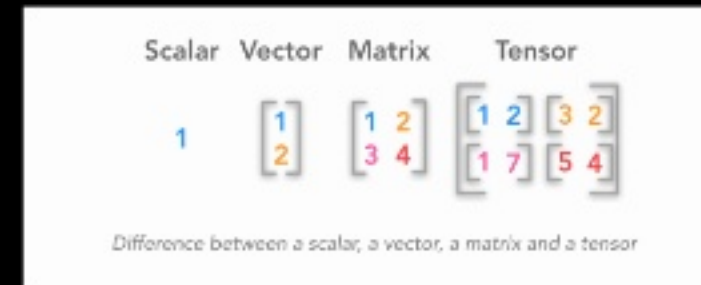 Scalar Vector Matrix Tensor
1 1 1 2 1 2 3 2
2 3 4 1 7 5 4
Difference between a scalar, a vector, a matrix and a tensor